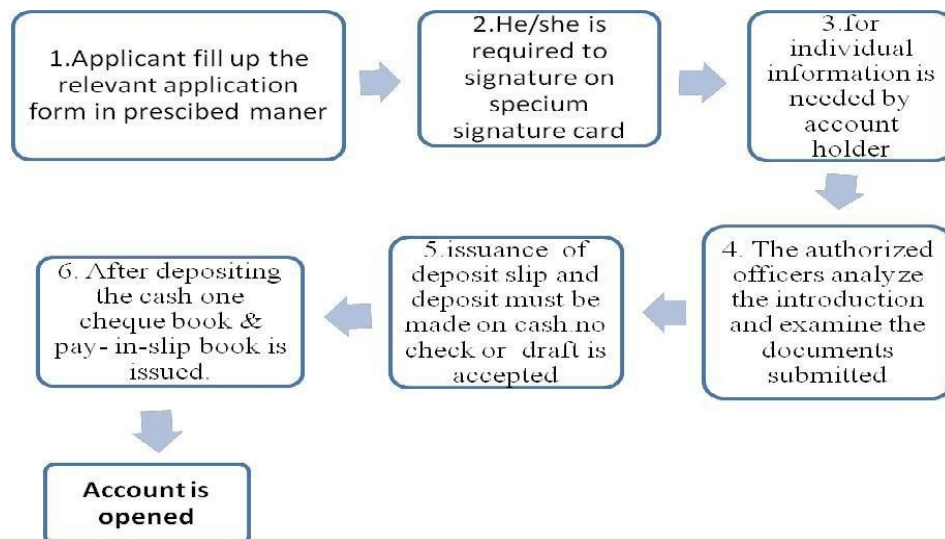 1.Applicant fill up the
relevant application
form in prescibed maner
2.He/she is
required to
signature on
specium
signature card
3.for
individual
information is
needed by
account
holder
4. The authorized
officers analyze
the introduction
and examine the
documents
submitted
5.issuance of
deposit slip and
deposit must be
made on cash.no
check or draft is
accepted
6. After depositing
the cash one
cheque book &
pay-in-slip book is
issued.
Account is
opened